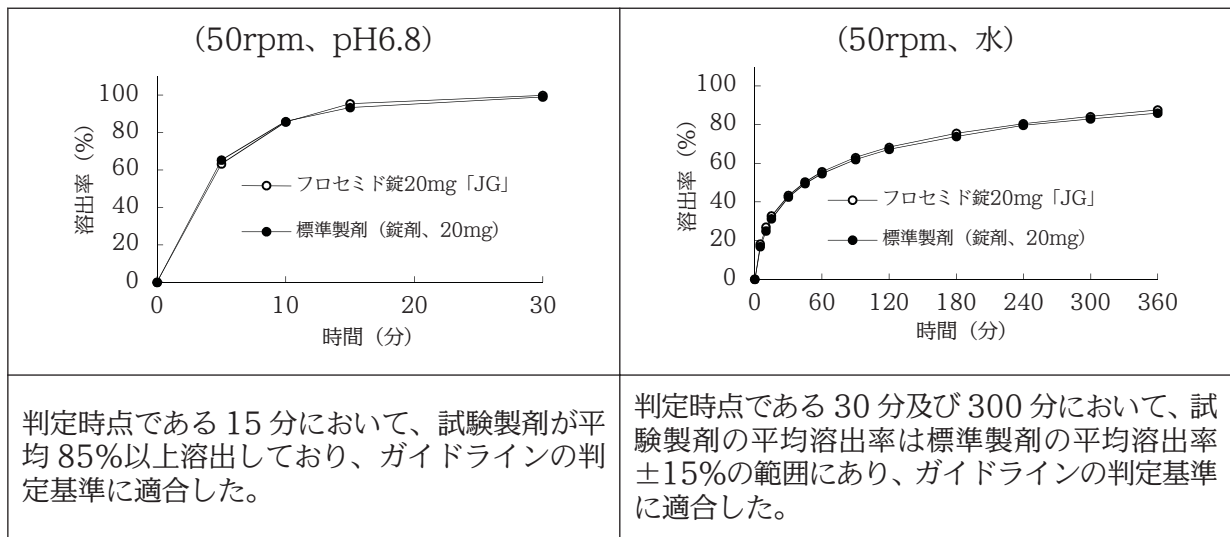 (50rpm、pH6.8)
100
80
60
40
20
0
溶出率（%）
フロセミド錠20mg「JG」
標準製剤（錠剤、20mg）
0 10 20 30
時間（分）
(50rpm、水)
100
80
60
40
20
0
溶出率（%）
フロセミド錠20mg「JG」
標準製剤（錠剤、20mg）
0 60 120 180 240 300 360
時間（分）
判定時点である 15 分において、試験製剤が平
均 85%以上溶出しており、ガイドラインの判
定基準に適合した。
判定時点である 30 分及び 300 分において、試
験製剤の平均溶出率は標準製剤の平均溶出率
±15%の範囲にあり、ガイドラインの判定基準
に適合した。